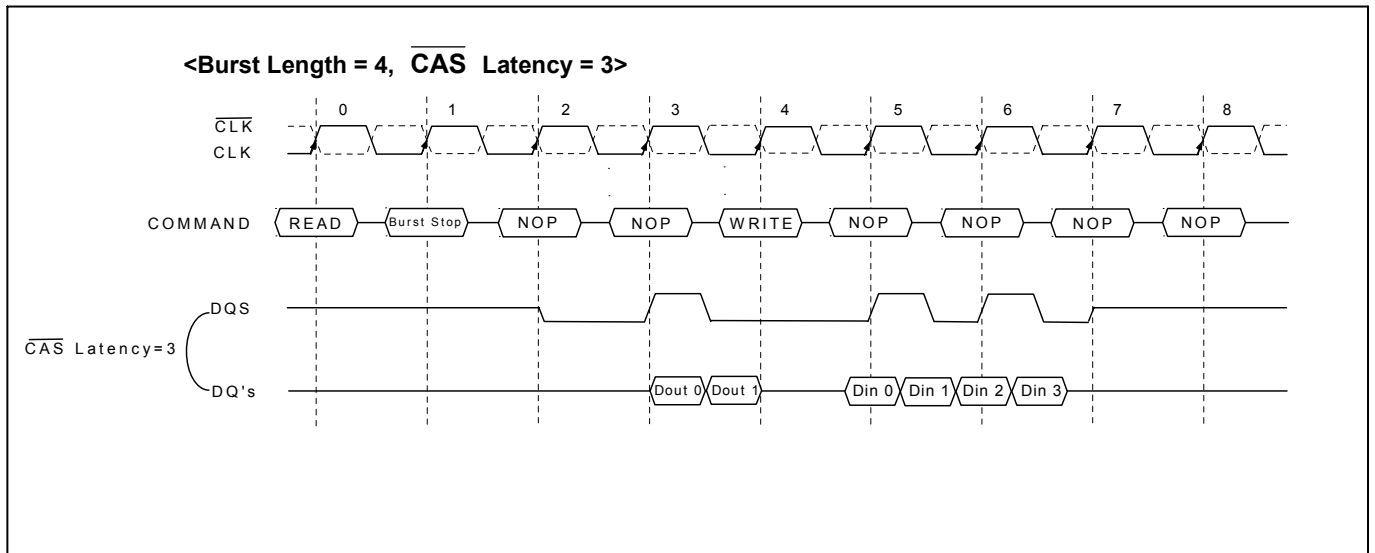 <Burst Length = 4, CAS Latency = 3>
0 1 2 3 4 5 6 7 8
CLK
CLK
COMMAND READ Burst Stop NOP NOP WRITE NOP NOP NOP NOP
DQS
CAS Latency=3
DQ's Dout 0 Dout 1 Din 0 Din 1 Din 2 Din 3